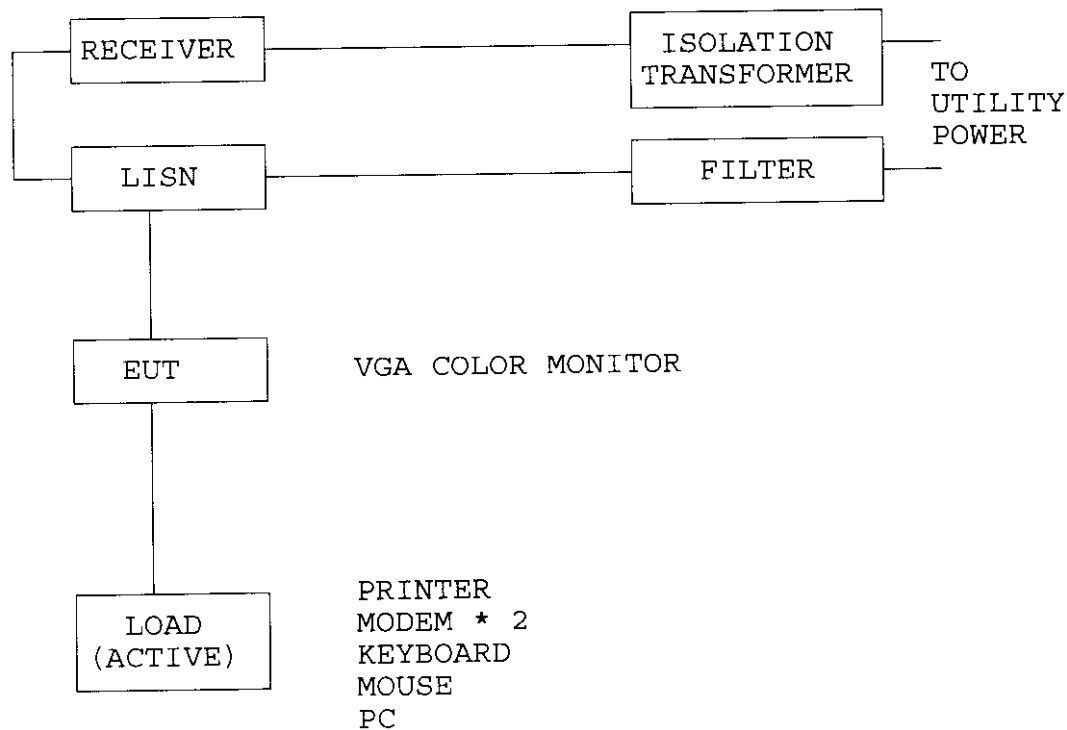 RECEIVER
ISOLATION
TRANSFORMER
TO
UTILITY
POWER
LISN
FILTER
EUT
VGA COLOR MONITOR
LOAD
(ACTIVE)
PRINTER
MODEM * 2
KEYBOARD
MOUSE
PC